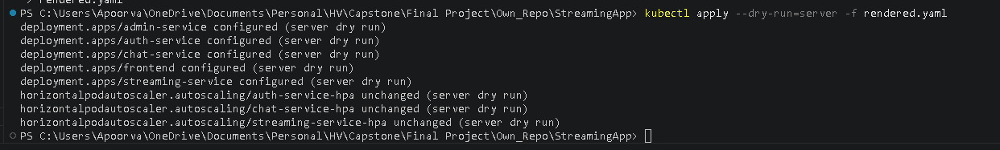 > rendered.yaml
PS C:\Users\Apoorva\OneDrive\Documents\Personal\HV\Capstone\Final Project\Own_Repo\StreamingApp> kubectl apply --dry-run=server -f rendered.yaml
deployment.apps/admin-service configured (server dry run)
deployment.apps/auth-service configured (server dry run)
deployment.apps/chat-service configured (server dry run)
deployment.apps/frontend configured (server dry run)
deployment.apps/streaming-service configured (server dry run)
horizontalpodautoscaler.autoscaling/auth-service-hpa unchanged (server dry run)
horizontalpodautoscaler.autoscaling/chat-service-hpa unchanged (server dry run)
horizontalpodautoscaler.autoscaling/streaming-service-hpa unchanged (server dry run)
PS C:\Users\Apoorva\OneDrive\Documents\Personal\HV\Capstone\Final Project\Own_Repo\StreamingApp>